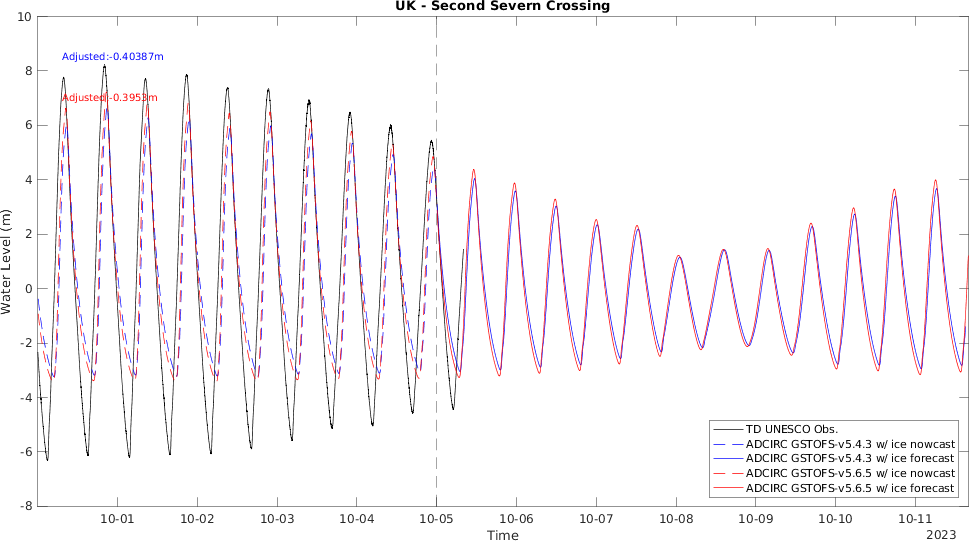 UK - Second Severn Crossing
10
8
6
4
2
0
-2
-4
-6
-8
Water Level (m)
Adjusted:-0.40387m
Adjusted:-0.3953m
TD UNESCO Obs.
ADCIRC GSTOFS-v5.4.3 w/ ice nowcast
ADCIRC GSTOFS-v5.4.3 w/ ice forecast
ADCIRC GSTOFS-v5.6.5 w/ ice nowcast
ADCIRC GSTOFS-v5.6.5 w/ ice forecast
10-01 10-02 10-03 10-04 10-05 10-06 10-07 10-08 10-09 10-10 10-11
Time
2023